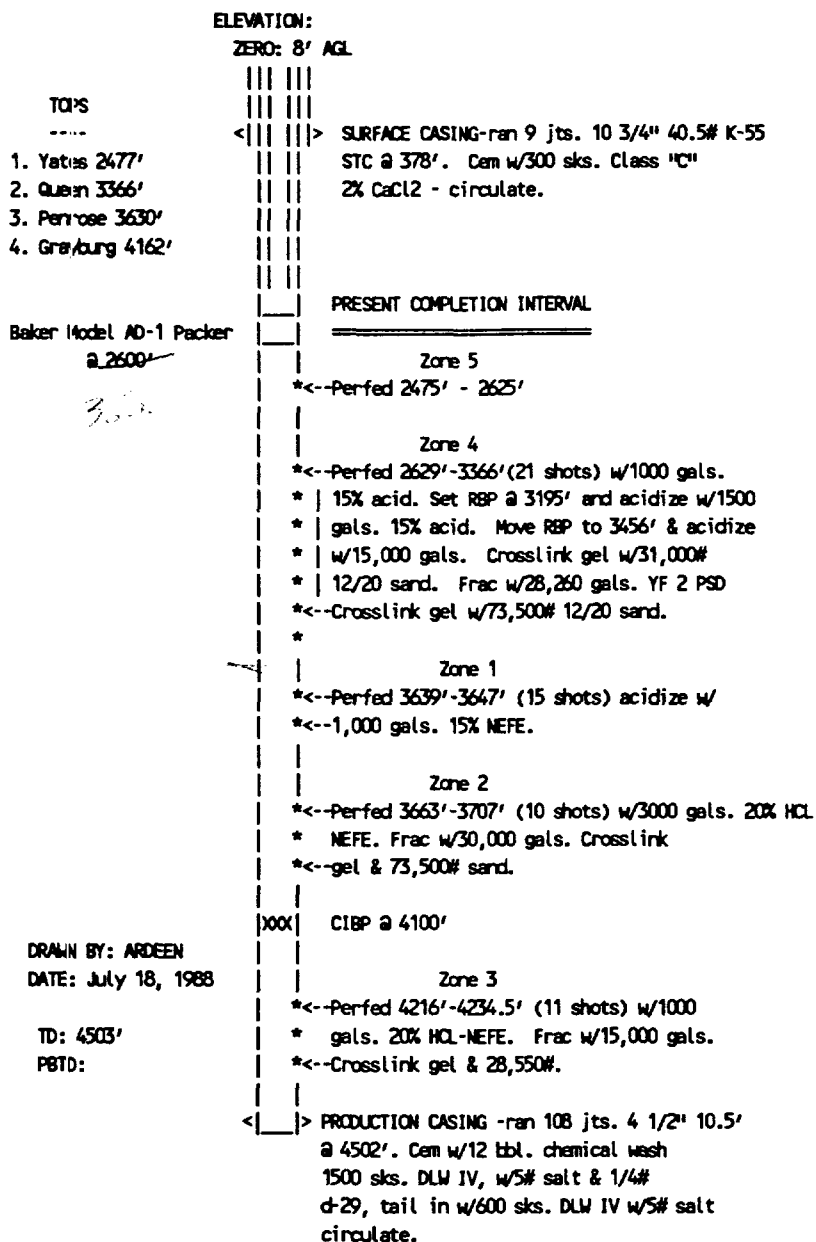 ELEVATION:
ZERO: 8' AGL
TOPS
----
1. Yates 2477'
2. Queen 3366'
3. Penrose 3630'
4. Grayburg 4162'
SURFACE CASING-ran 9 jts. 10 3/4" 40.5# K-55
STC @ 378'. Cem w/300 sks. Class "C"
2% CaCl2 - circulate.
PRESENT COMPLETION INTERVAL
Baker Model AD-1 Packer
@ 2600'
Zone 5
*<--Perfed 2475' - 2625'
Zone 4
*<--Perfed 2629'-3366'(21 shots) w/1000 gals.
* | 15% acid. Set RBP @ 3195' and acidize w/1500
* | gals. 15% acid. Move RBP to 3456' & acidize
* | w/15,000 gals. Crosslink gel w/31,000#
* | 12/20 sand. Frac w/28,260 gals. YF 2 PSD
*<--Crosslink gel w/73,500# 12/20 sand.
*
Zone 1
*<--Perfed 3639'-3647' (15 shots) acidize w/
*<--1,000 gals. 15% NEFE.
Zone 2
*<--Perfed 3663'-3707' (10 shots) w/3000 gals. 20% HCL
* NEFE. Frac w/30,000 gals. Crosslink
*<--gel & 73,500# sand.
XXX CIBP @ 4100'
DRAWN BY: ARDEEN
DATE: July 18, 1988
TD: 4503'
PBTD:
Zone 3
*<--Perfed 4216'-4234.5' (11 shots) w/1000
* gals. 20% HCL-NEFE. Frac w/15,000 gals.
*<--Crosslink gel & 28,550#.
PRODUCTION CASING -ran 108 jts. 4 1/2" 10.5'
@ 4502'. Cem w/12 bbl. chemical wash
1500 sks. DLW IV, w/5# salt & 1/4#
d-29, tail in w/600 sks. DLW IV w/5# salt
circulate.